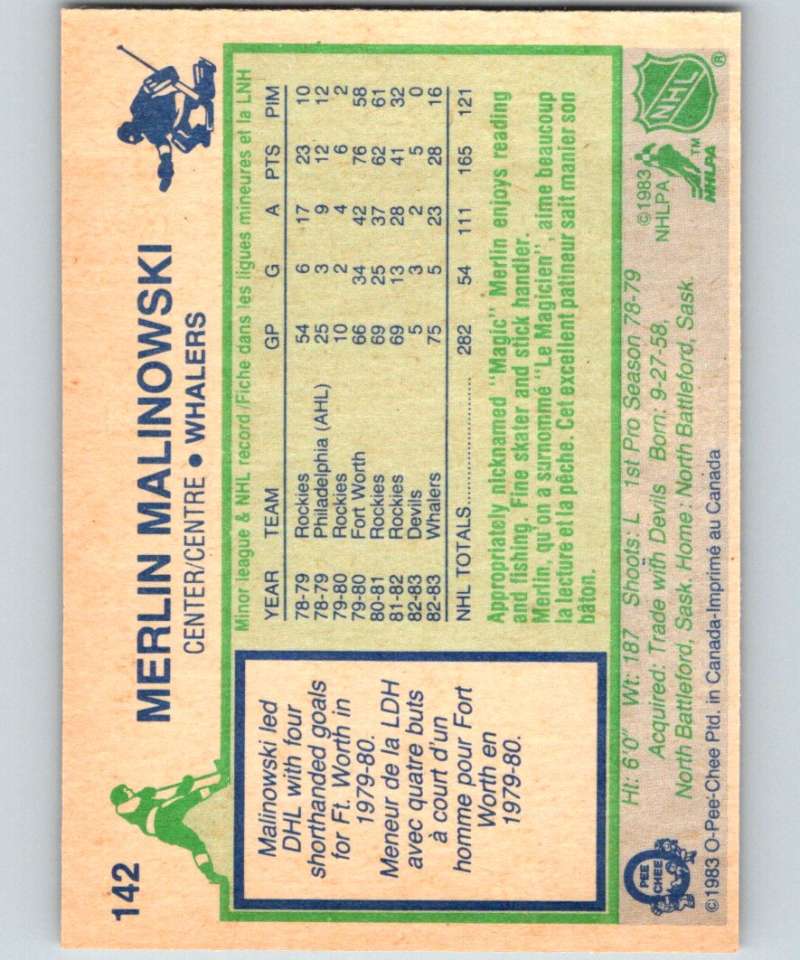 142
MERLIN MALINOWSKI
CENTER/CENTRE • WHALERS
Malinowski led
DHL with four
shorthanded goals
for Ft. Worth in
1979-80.
Meneur de la LDH
avec quatre buts
à court d'un
homme pour Fort
Worth en
1979-80.
Minor league & NHL record/Fiche dans les ligues mineures et la LNH
YEAR TEAM GP G A PTS PIM
78-79 Rockies 54 6 17 23 10
78-79 Philadelphia (AHL) 25 3 9 12 12
79-80 Rockies 10 2 4 6 2
79-80 Fort Worth 66 34 42 76 58
80-81 Rockies 69 25 37 62 61
81-82 Rockies 69 13 28 41 32
82-83 Devils 5 3 2 5 0
82-83 Whalers 75 5 23 28 16
NHL TOTALS.................... 282 54 111 165 121
Appropriately nicknamed "Magic" Merlin enjoys reading
and fishing. Fine skater and stick handler.
Merlin, qu'on a surnommé "Le Magicien", aime beaucoup
la lecture et la pêche. Cet excellent patineur sait manier son
bâton.
Ht: 6'0" Wt: 187 Shoots: L 1st Pro Season 78-79
Acquired: Trade with Devils Born: 9-27-58,
North Battleford, Sask. Home: North Battleford, Sask.
©1983
NHLPA
NHLPA
TM
NHL
®
O
PEE
CHEE
©1983 O-Pee-Chee Ptd. in Canada-Imprimé au Canada